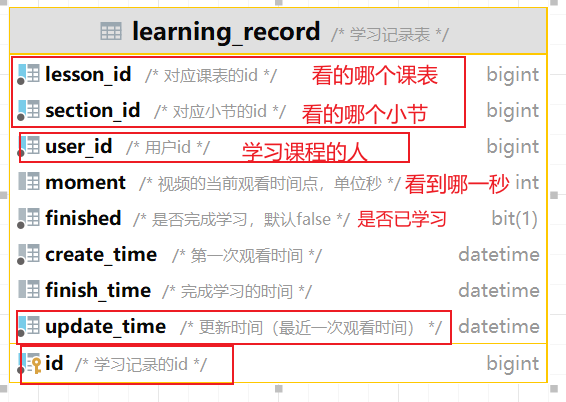 learning_record /* 学习记录表 */
lesson_id /* 对应课表的id */ 看的哪个课表 bigint
section_id /* 对应小节的id */ 看的哪个小节 bigint
user_id /* 用户id */ 学习课程的人 bigint
moment /* 视频的当前观看时间点，单位秒 */ 看到哪一秒 int
finished /* 是否完成学习，默认false */ 是否已学习 bit(1)
create_time /* 第一次观看时间 */ datetime
finish_time /* 完成学习的时间 */ datetime
update_time /* 更新时间（最近一次观看时间） */ datetime
id /* 学习记录的id */ bigint